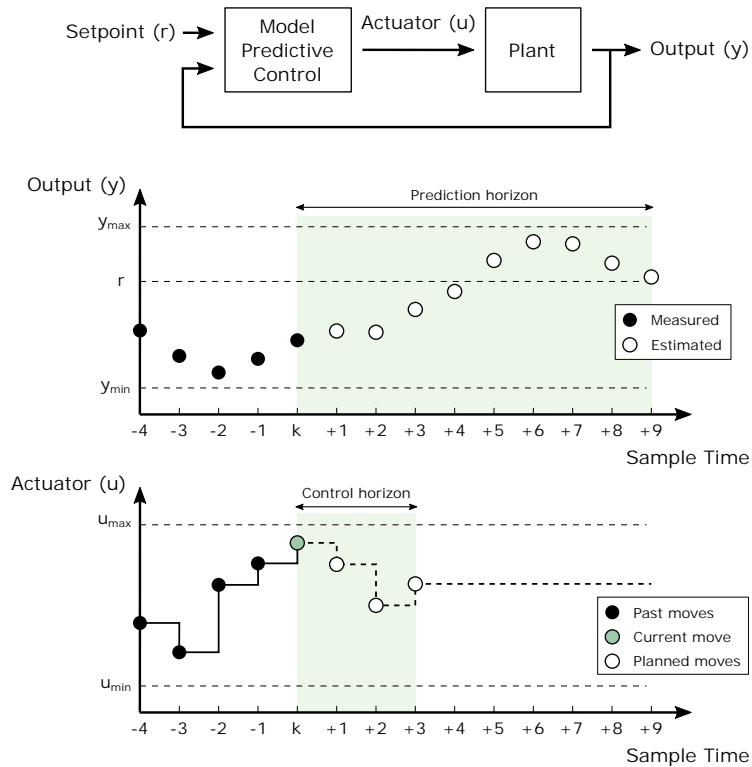 Setpoint (r)
Model
Predictive
Control
Actuator (u)
Plant
Output (y)
Output (y)
Prediction horizon
ymax
r
ymin
Measured
Estimated
-4 -3 -2 -1 k +1 +2 +3 +4 +5 +6 +7 +8 +9
Sample Time
Actuator (u)
Control horizon
umax
umin
Past moves
Current move
Planned moves
-4 -3 -2 -1 k +1 +2 +3 +4 +5 +6 +7 +8 +9
Sample Time